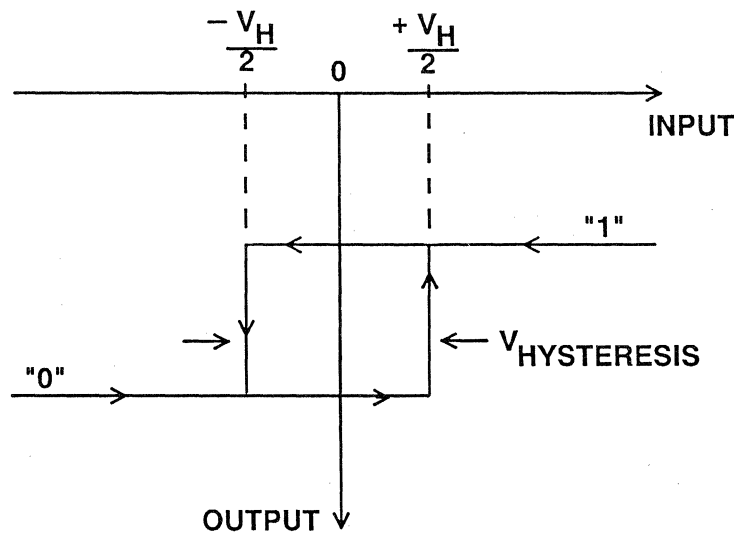 − V_H/2
0
+ V_H/2
INPUT
"1"
V_HYSTERESIS
"0"
OUTPUT